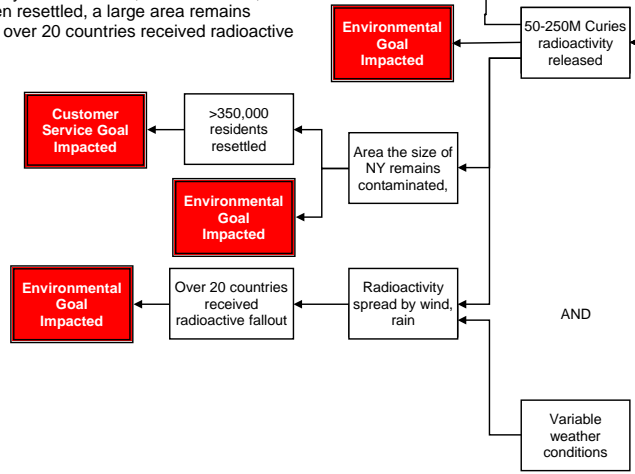 en resettled, a large area remains
over 20 countries received radioactive
Environmental
Goal
Impacted
50-250M Curies
radioactivity
released
Customer
Service Goal
Impacted
>350,000
residents
resettled
Area the size of
NY remains
contaminated,
Environmental
Goal
Impacted
Environmental
Goal
Impacted
Over 20 countries
received
radioactive fallout
Radioactivity
spread by wind,
rain
AND
Variable
weather
conditions